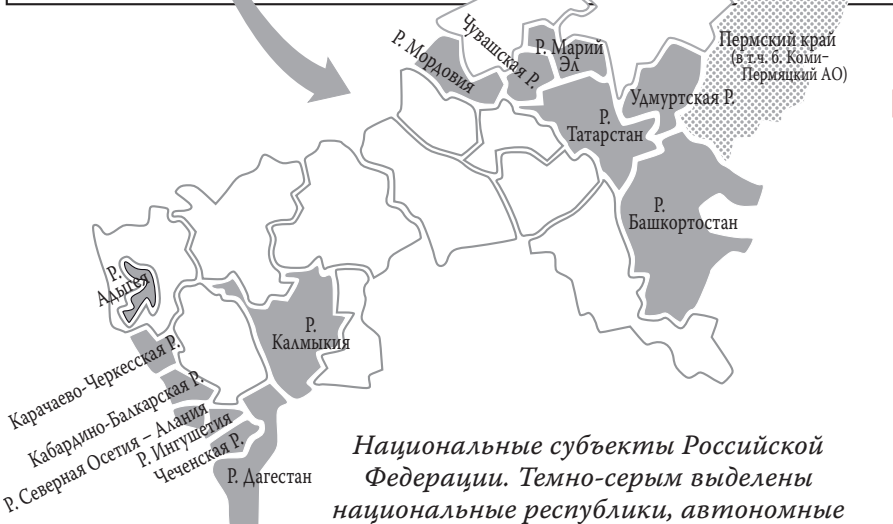 Чувашская Р.
Р. Мордовия
Р. Марий
Эл
Пермский край
(в т.ч. б. Коми–
Пермяцкий АО)
Удмуртская Р.
Р.
Татарстан
Р.
Башкортостан
Р.
Адыгея
Р.
Калмыкия
Карачаево-Черкесская Р.
Кабардино-Балкарская Р.
Р. Северная Осетия – Алания
Р. Ингушетия
Чеченская Р.
Р. Дагестан
Национальные субъекты Российской
Федерации. Темно-серым выделены
национальные республики, автономные